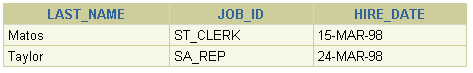 LAST_NAME JOB_ID HIRE_DATE
Matos ST_CLERK 15-MAR-98
Taylor SA_REP 24-MAR-98